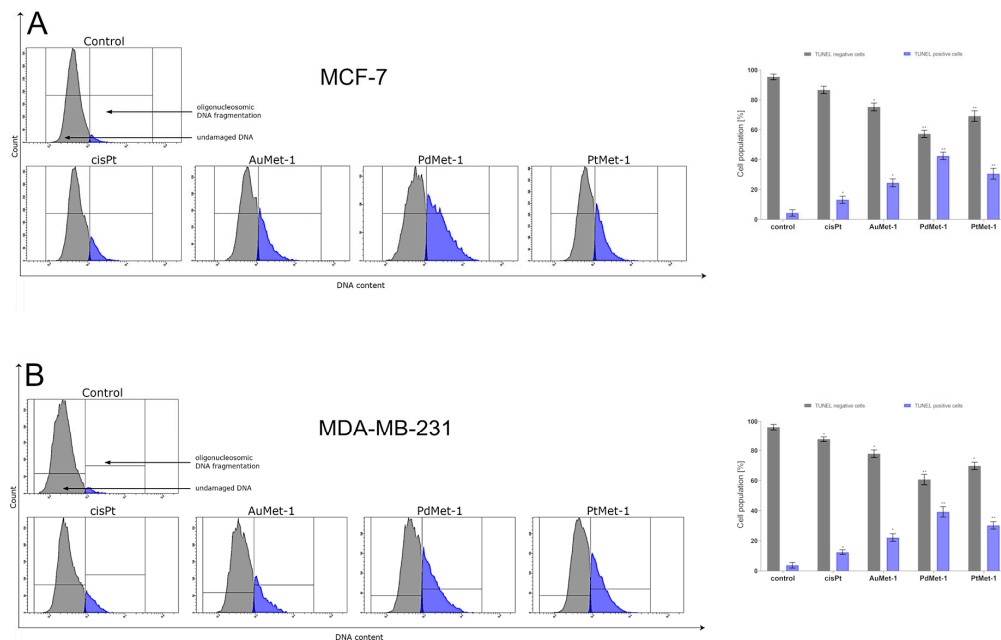 A
Control
MCF-7
oligonucleosomic
DNA fragmentation
undamaged DNA
Count
cisPt
AuMet-1
PdMet-1
PtMet-1
DNA content
TUNEL negative cells
TUNEL positive cells
Cell population [%]
100
80
60
40
20
0
control
cisPt
AuMet-1
PdMet-1
PtMet-1
B
Control
MDA-MB-231
oligonucleosomic
DNA fragmentation
undamaged DNA
Count
cisPt
AuMet-1
PdMet-1
PtMet-1
DNA content
TUNEL negative cells
TUNEL positive cells
Cell population [%]
100
80
60
40
20
0
control
cisPt
AuMet-1
PdMet-1
PtMet-1